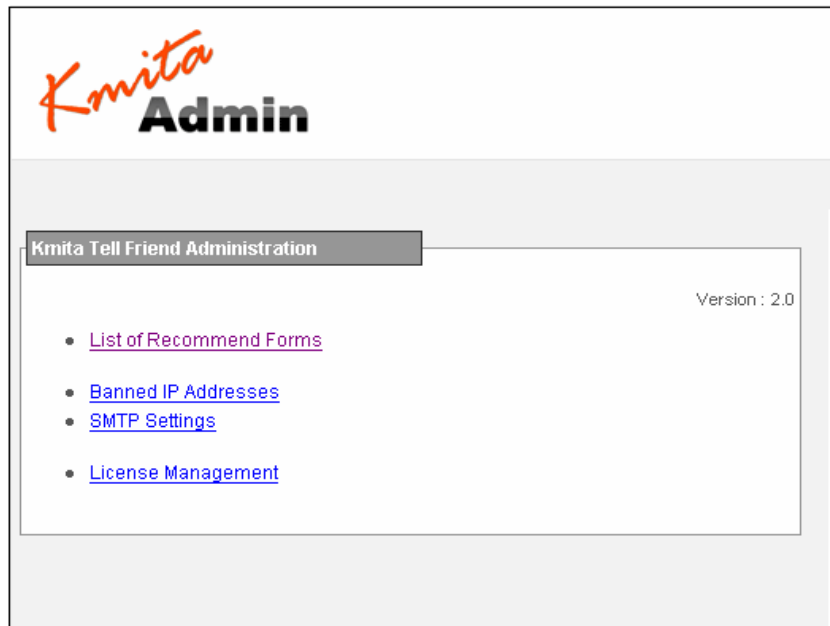 Kmita
Admin
Kmita Tell Friend Administration
Version : 2.0
List of Recommend Forms
Banned IP Addresses
SMTP Settings
License Management